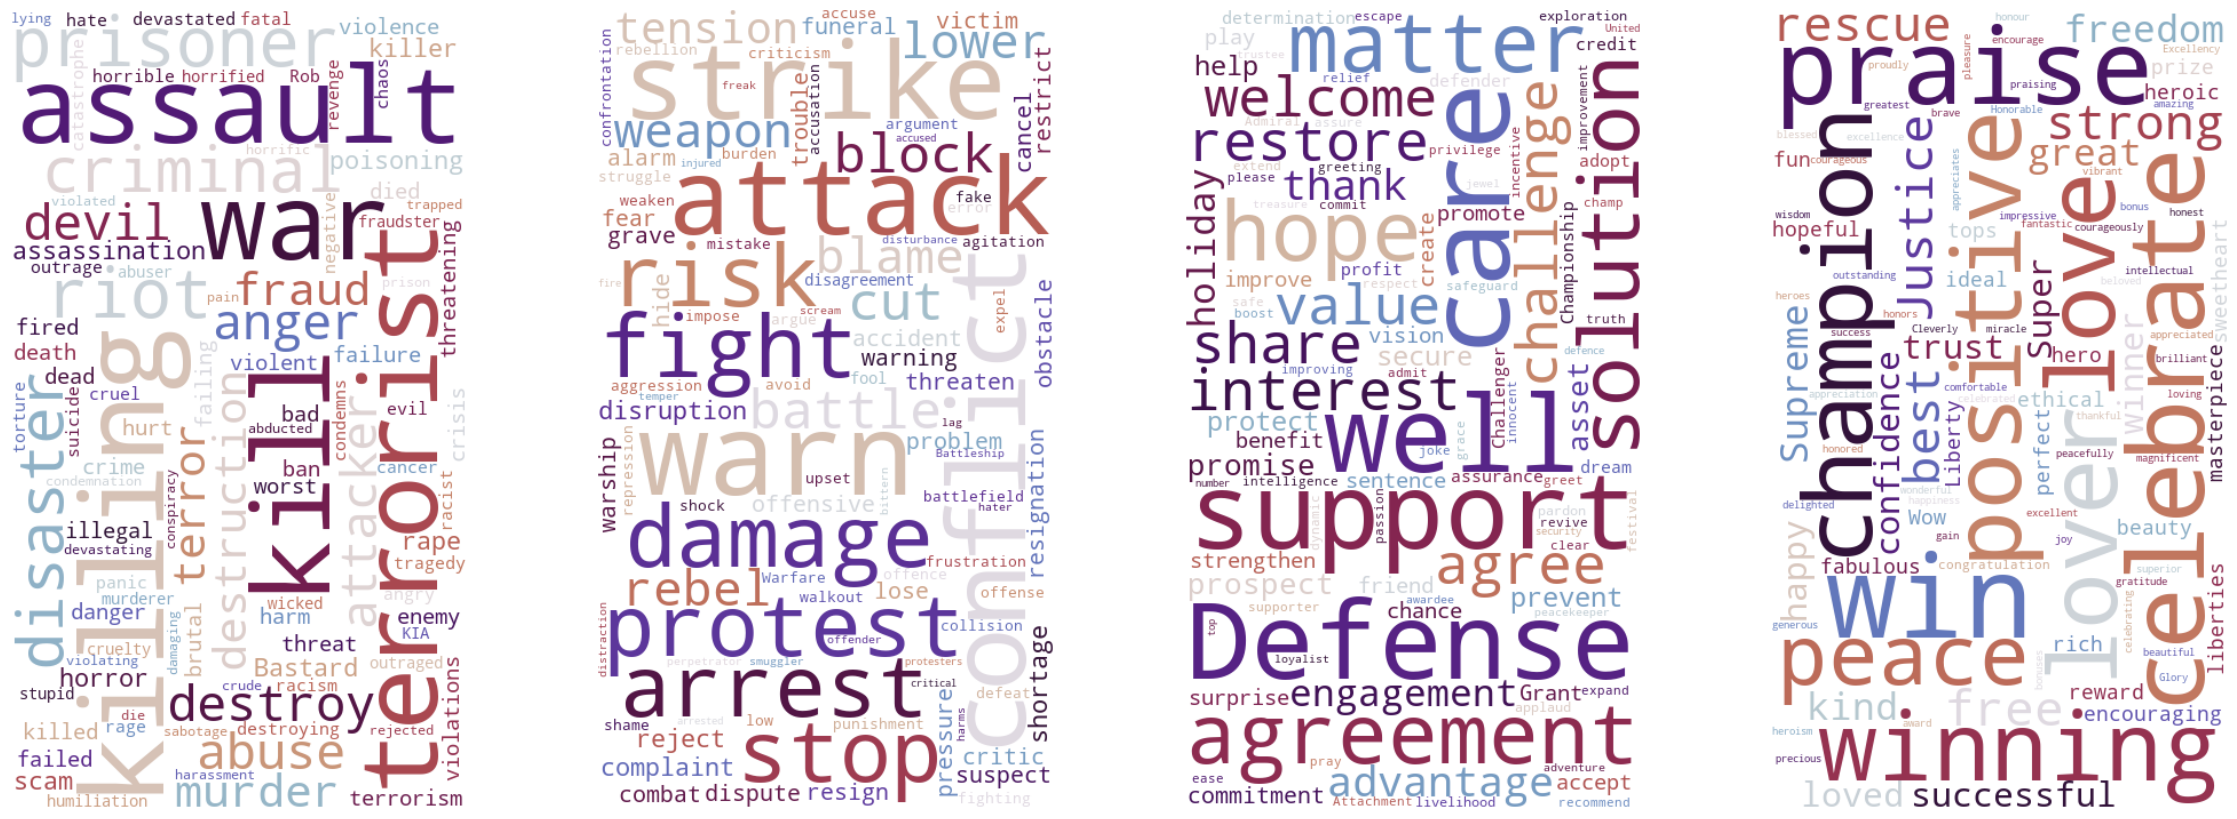 lying
hate
devastated
fatal
prisoner
violence
killer
catastrophe
horrible
horrified
Rob
revenge
chaos
assault
horrific
criminal
poisoning
died
violated
devil
war
trapped
fraudster
assassination
outrage
abuser
negative
threatening
riot
pain
fraud
prison
terrorist
fired
anger
death
killing
failing
violent
failure
dead
disaster
torture
suicide
cruel
destruction
kill
condemns
attacker
evil
crisis
bad
abducted
hurt
terror
crime
condemnation
ban
worst
cancer
racist
conspiracy
illegal
devastating
rape
tragedy
panic
murderer
wicked
angry
danger
damaging
brutal
harm
enemy
KIA
cruelty
violating
threat
horror
Bastard
outraged
stupid
crude
racism
violations
destroy
die
rage
killed
sabotage
destroying
rejected
failed
abuse
scam
harassment
humiliation
murder
terrorism
tension
accuse
funeral
victim
lower
confrontation
rebellion
criticism
strike
freak
trouble
accusation
cancel
restrict
weapon
argument
accused
alarm
injured
burden
block
struggle
attack
weaken
fake
error
fear
grave
mistake
disturbance
agitation
blame
risk
disagreement
conflict
fire
hide
cut
expel
obstacle
impose
argue
scream
fight
accident
warning
aggression
avoid
fool
threaten
temper
disruption
battle
lag
warship
repression
warn
problem
Battleship
upset
bittern
resignation
shock
offensive
battlefield
hater
damage
frustration
rebel
Warfare
offence
walkout
lose
offense
distraction
protest
offender
collision
perpetrator
smuggler
protesters
shortage
arrest
critical
defeat
pressure
harms
shame
arrested
low
punishment
reject
stop
critic
complaint
suspect
combat
dispute
resign
fighting
determination
escape
exploration
United
play
trustee
matter
credit
help
relief
defender
solution
welcome
care
challenge
improvement
Admiral
assure
restore
privilege
incentive
adopt
extend
greeting
please
thank
jewel
holiday
treasure
commit
promote
champ
hope
create
Championship
improve
profit
respect
safeguard
truth
safe
boost
value
vision
share
secure
defence
improving
admit
Challenger
interest
innocent
asset
protect
well
benefit
joke
grace
promise
dream
number
intelligence
sentence
assurance
greet
support
dynamic
passion
pardon
revive
security
festival
clear
strengthen
agree
prospect
friend
awardee
prevent
supporter
chance
peacekeeper
Defense
top
loyalist
surprise
engagement
Grant
expand
applaud
agreement
pray
adventure
ease
advantage
accept
commitment
Attachment
livelihood
recommend
rescue
honour
freedom
encourage
Excellency
praise
proudly
pleasure
praising
prize
heroic
greatest
brave
Honorable
amazing
strong
blessed
champion
excellence
Justice
positive
great
fun
courageous
appreciates
love
vibrant
celebrate
wisdom
impressive
bonus
honest
hopeful
fantastic
courageously
tops
Super
sweetheart
outstanding
ideal
intellectual
beloved
heroes
Supreme
honors
success
Cleverly
miracle
Winner
appreciated
trust
hero
brilliant
masterpiece
confidence
best
comfortable
appreciation
celebrated
ethical
loving
Liberty
perfect
lover
thankful
honored
peacefully
magnificent
wonderful
happiness
delighted
happy
Wow
excellent
beauty
gain
joy
fabulous
congratulation
superior
gratitude
win
liberties
generous
celebrating
peace
rich
beautiful
bonuses
Glory
kind
free
reward
encouraging
award
heroism
winning
precious
loved
successful